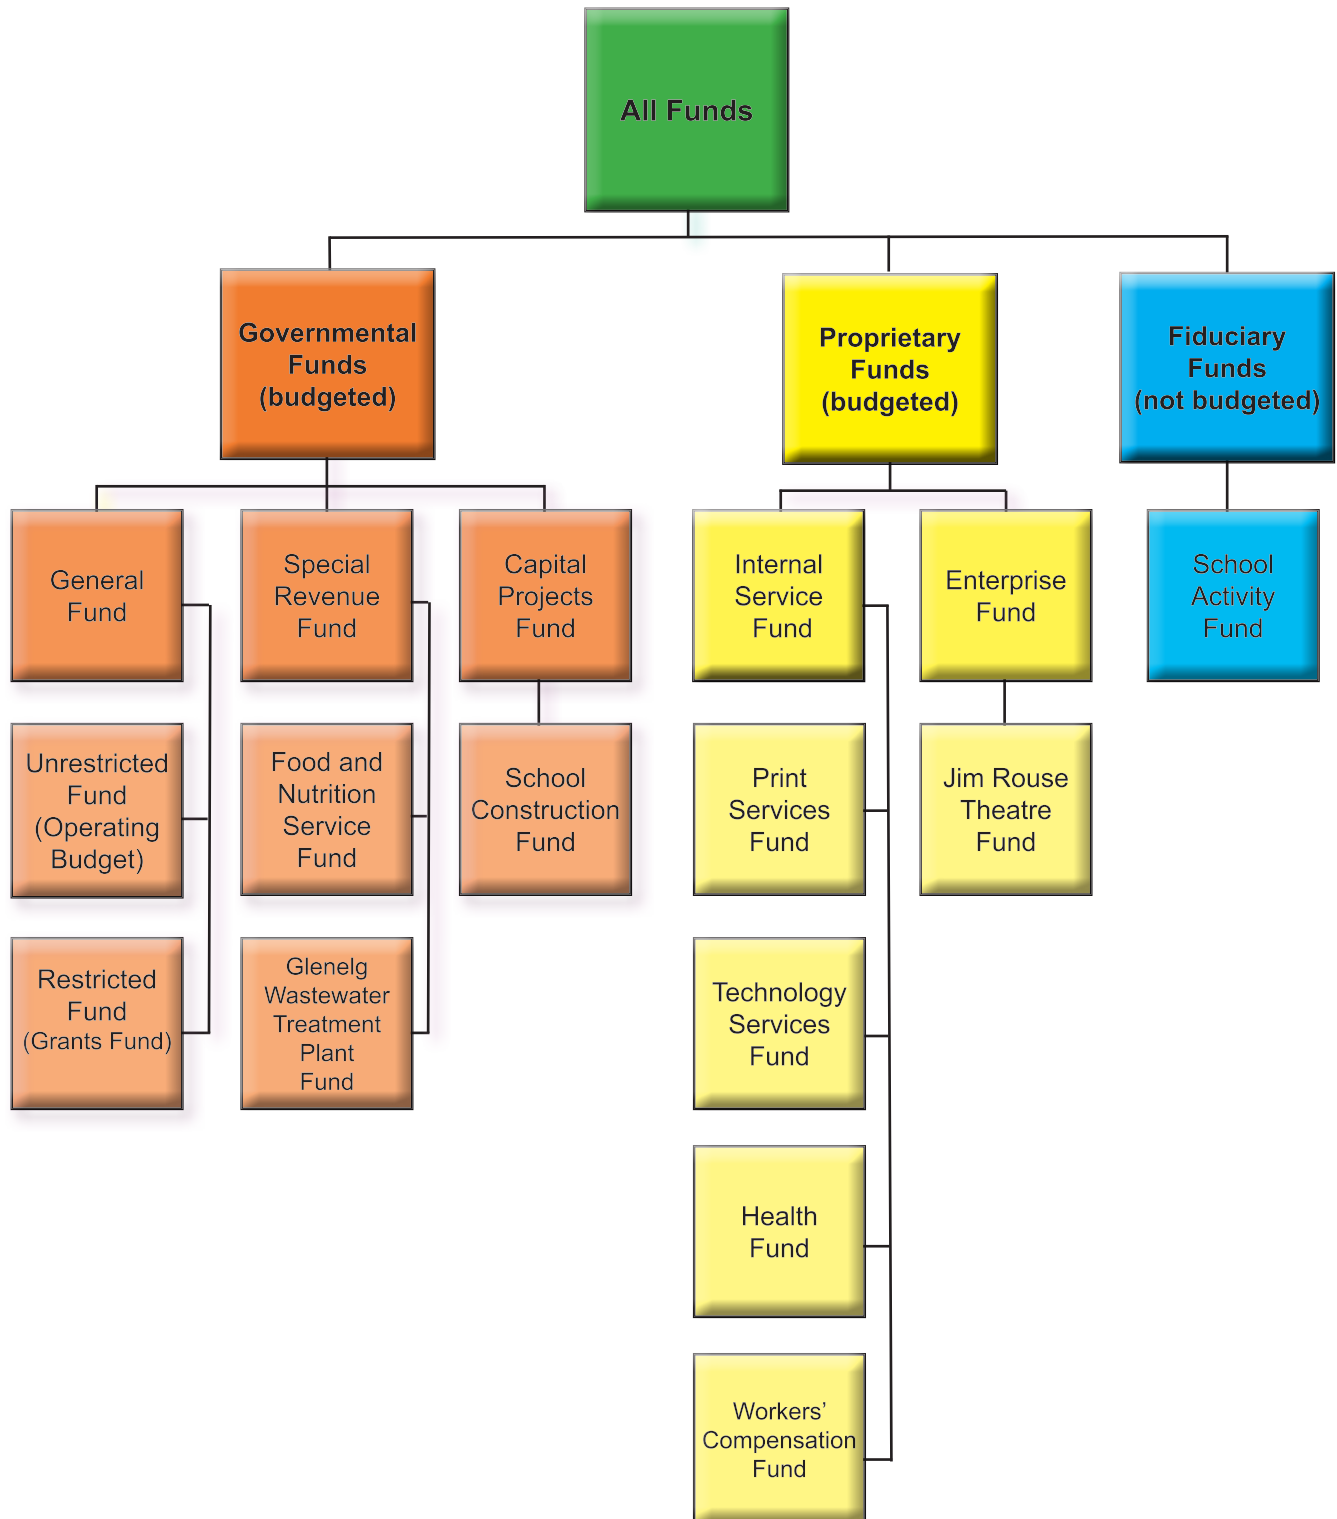 All Funds
Governmental
Funds
(budgeted)
Proprietary
Funds
(budgeted)
Fiduciary
Funds
(not budgeted)
General
Fund
Special
Revenue
Fund
Capital
Projects
Fund
Internal
Service
Fund
Enterprise
Fund
School
Activity
Fund
Unrestricted
Fund
(Operating
Budget)
Food and
Nutrition
Service
Fund
School
Construction
Fund
Print
Services
Fund
Jim Rouse
Theatre
Fund
Restricted
Fund
(Grants Fund)
Glenelg
Wastewater
Treatment
Plant
Fund
Technology
Services
Fund
Health
Fund
Workers’
Compensation
Fund